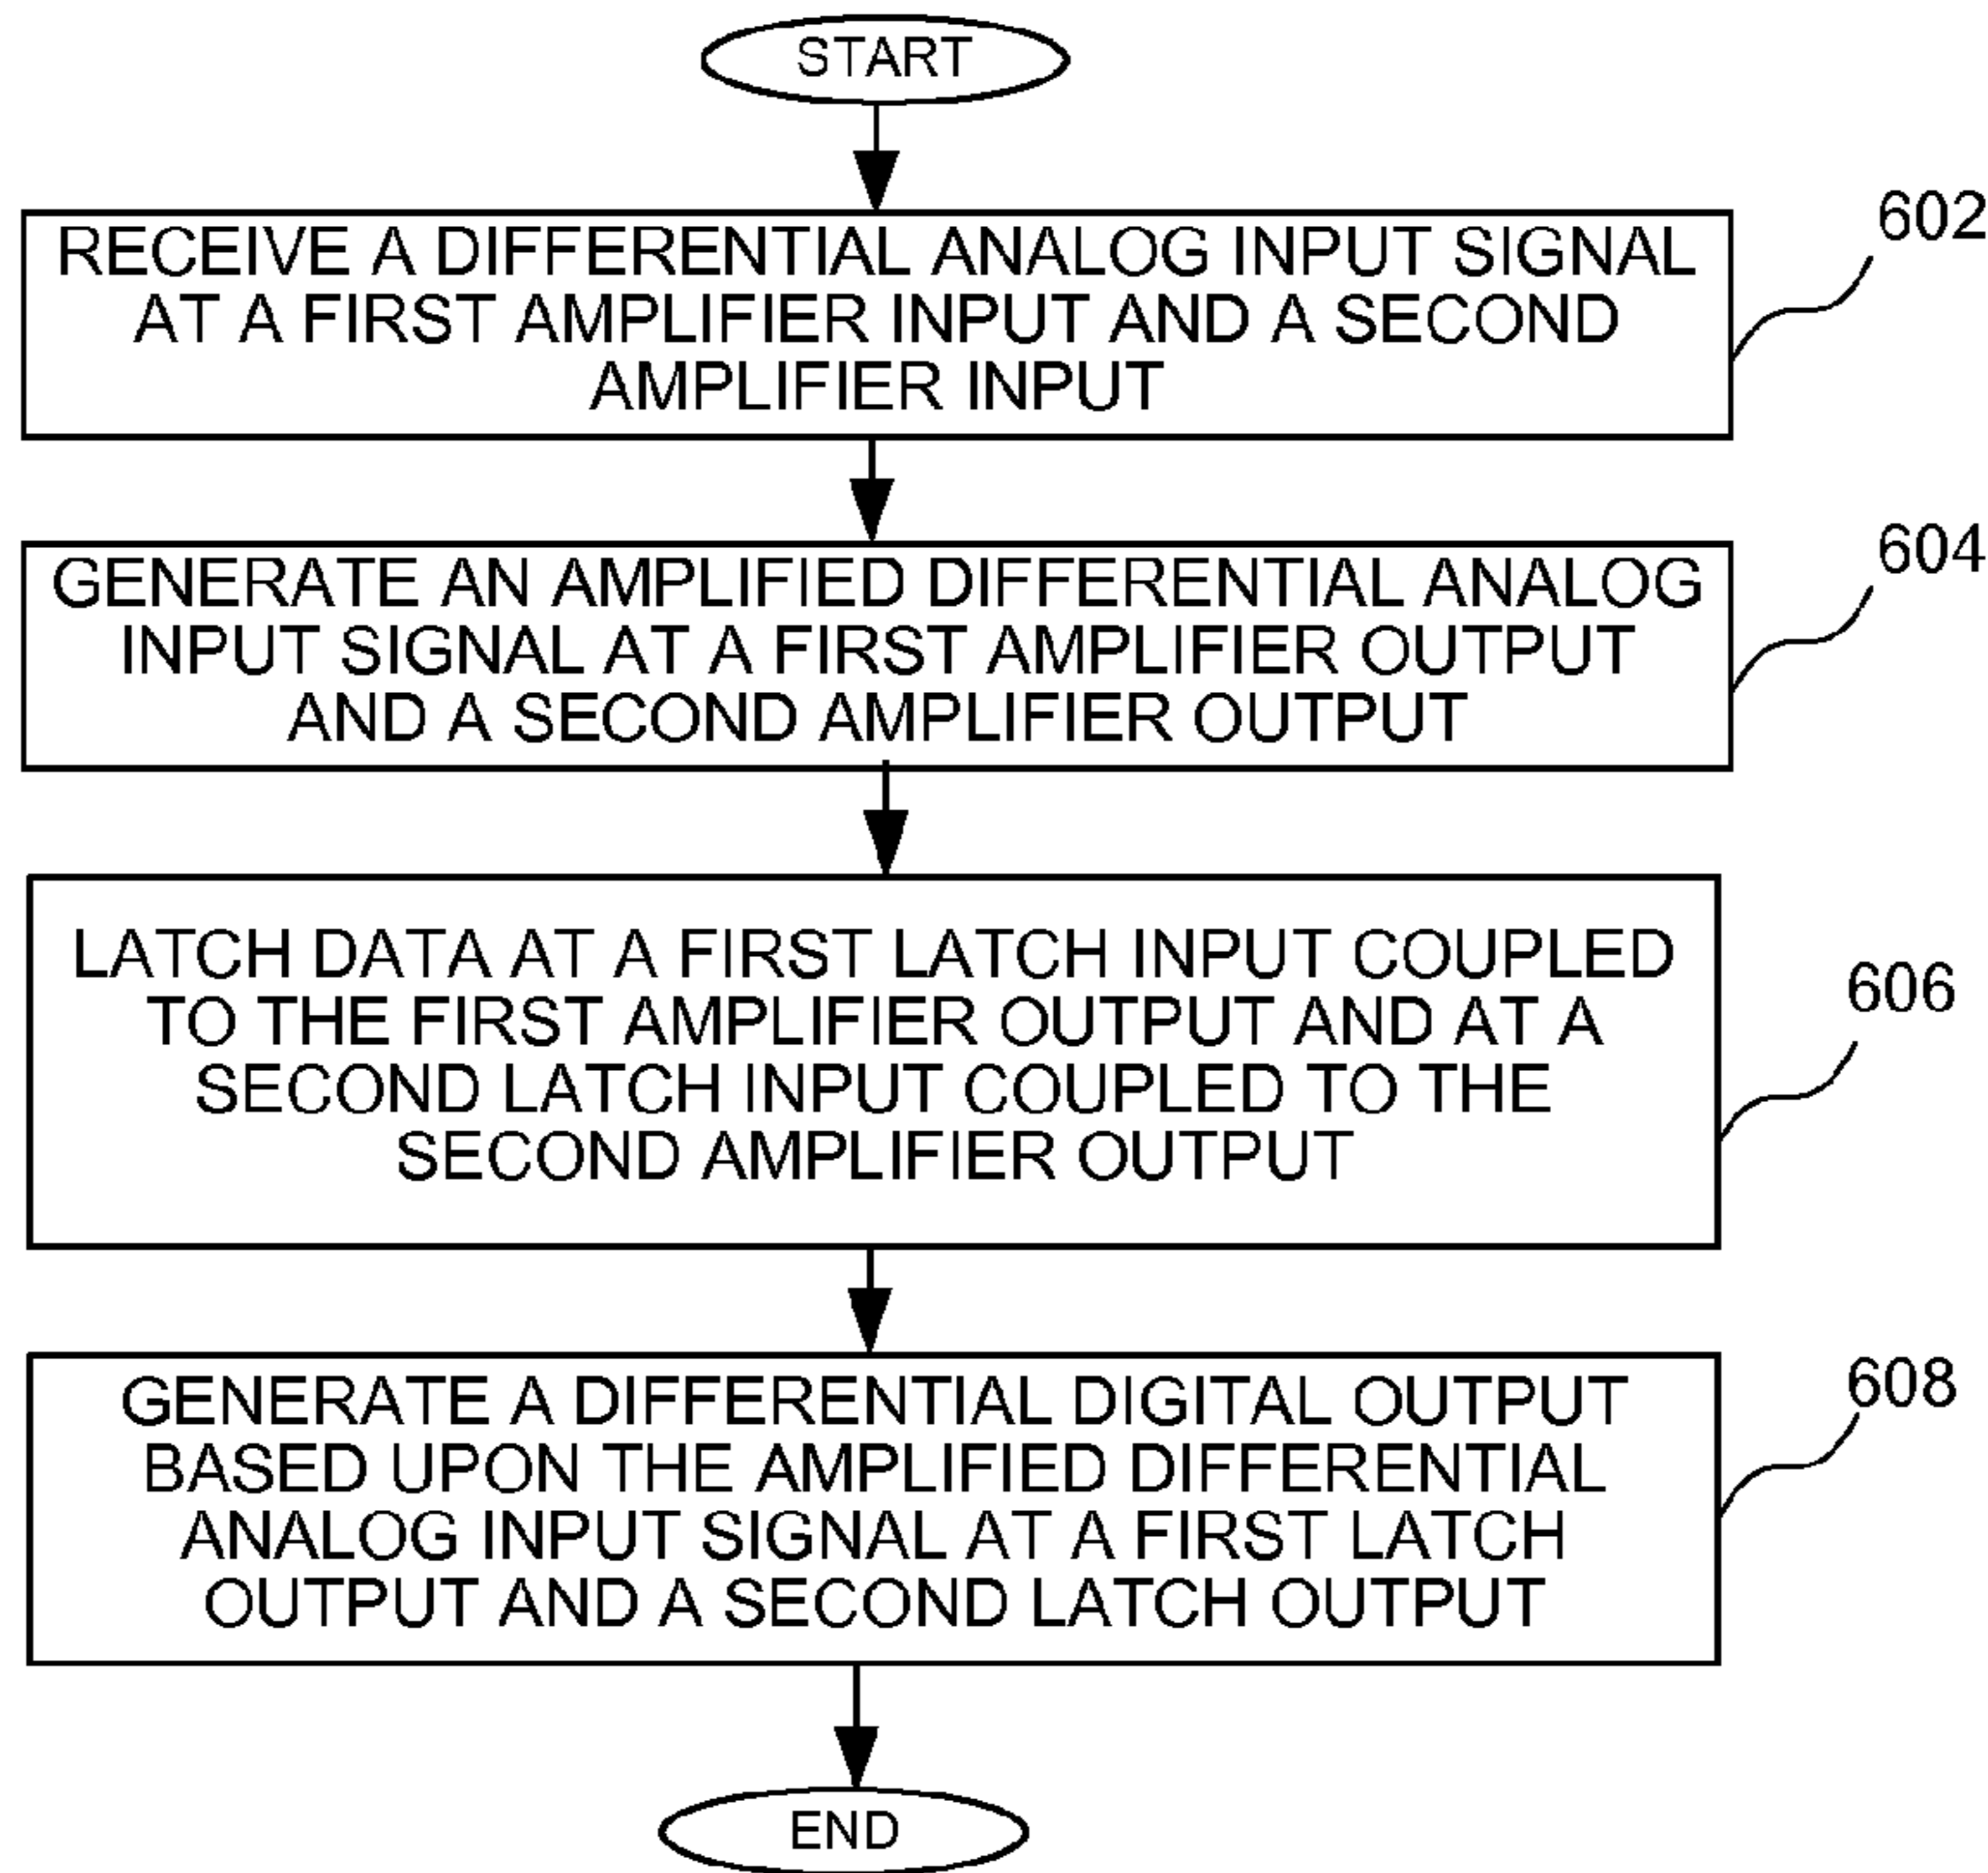 START
602
RECEIVE A DIFFERENTIAL ANALOG INPUT SIGNAL
AT A FIRST AMPLIFIER INPUT AND A SECOND
AMPLIFIER INPUT
604
GENERATE AN AMPLIFIED DIFFERENTIAL ANALOG
INPUT SIGNAL AT A FIRST AMPLIFIER OUTPUT
AND A SECOND AMPLIFIER OUTPUT
LATCH DATA AT A FIRST LATCH INPUT COUPLED
TO THE FIRST AMPLIFIER OUTPUT AND AT A
SECOND LATCH INPUT COUPLED TO THE
SECOND AMPLIFIER OUTPUT
606
GENERATE A DIFFERENTIAL DIGITAL OUTPUT
BASED UPON THE AMPLIFIED DIFFERENTIAL
ANALOG INPUT SIGNAL AT A FIRST LATCH
OUTPUT AND A SECOND LATCH OUTPUT
608
END